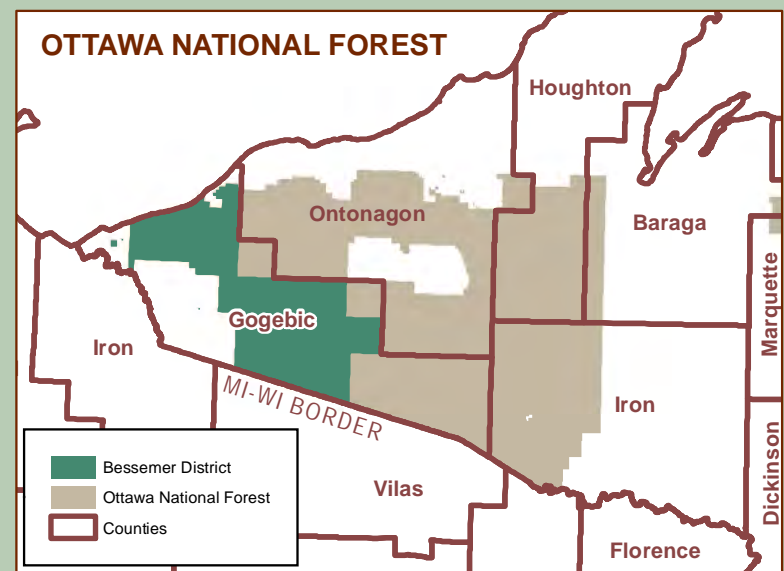 OTTAWA NATIONAL FOREST
Houghton
Ontonagon
Baraga
Marquette
Gogebic
Iron
MI-WI BORDER
Iron
Dickinson
Vilas
Florence
Bessemer District
Ottawa National Forest
Counties